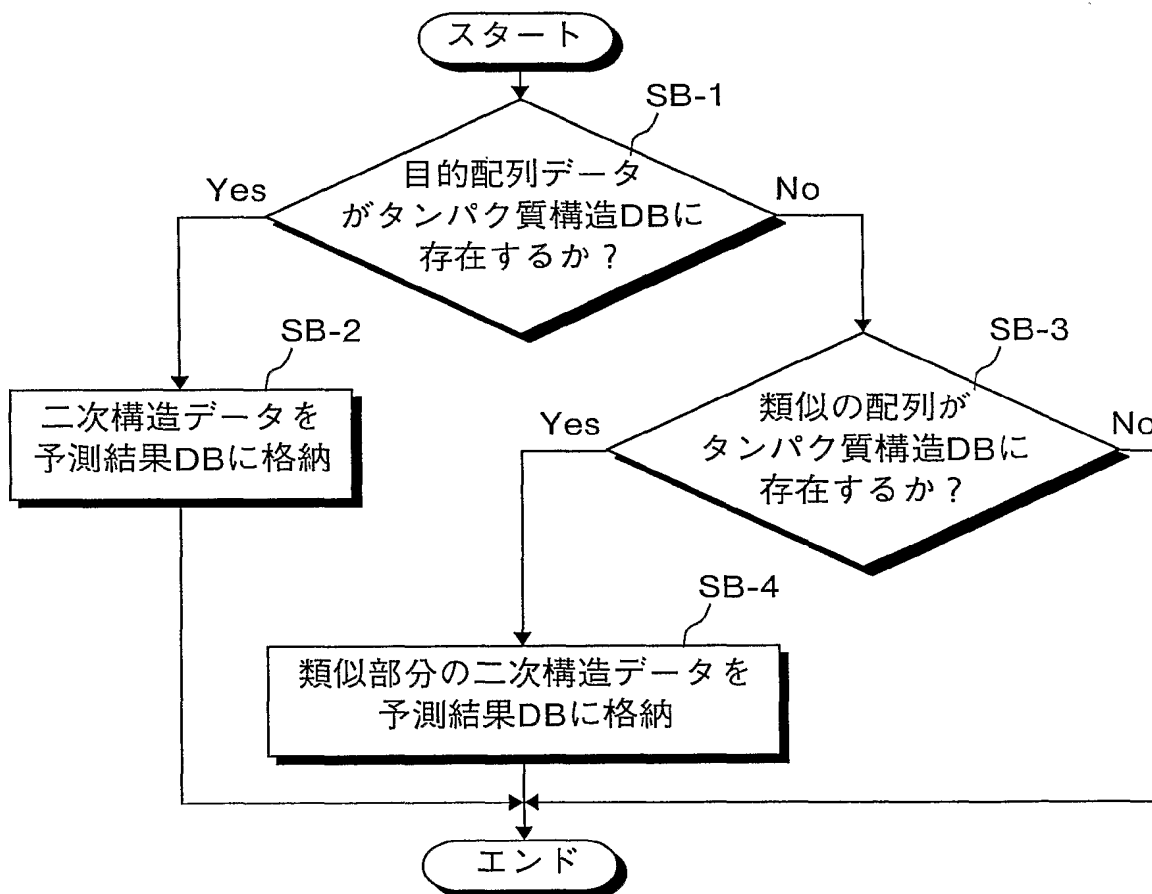 スタート
SB-1
目的配列データ
がタンパク質構造DBに
存在するか？
Yes
No
SB-2
二次構造データを
予測結果DBに格納
SB-3
類似の配列が
タンパク質構造DBに
存在するか？
Yes
No
SB-4
類似部分の二次構造データを
予測結果DBに格納
エンド